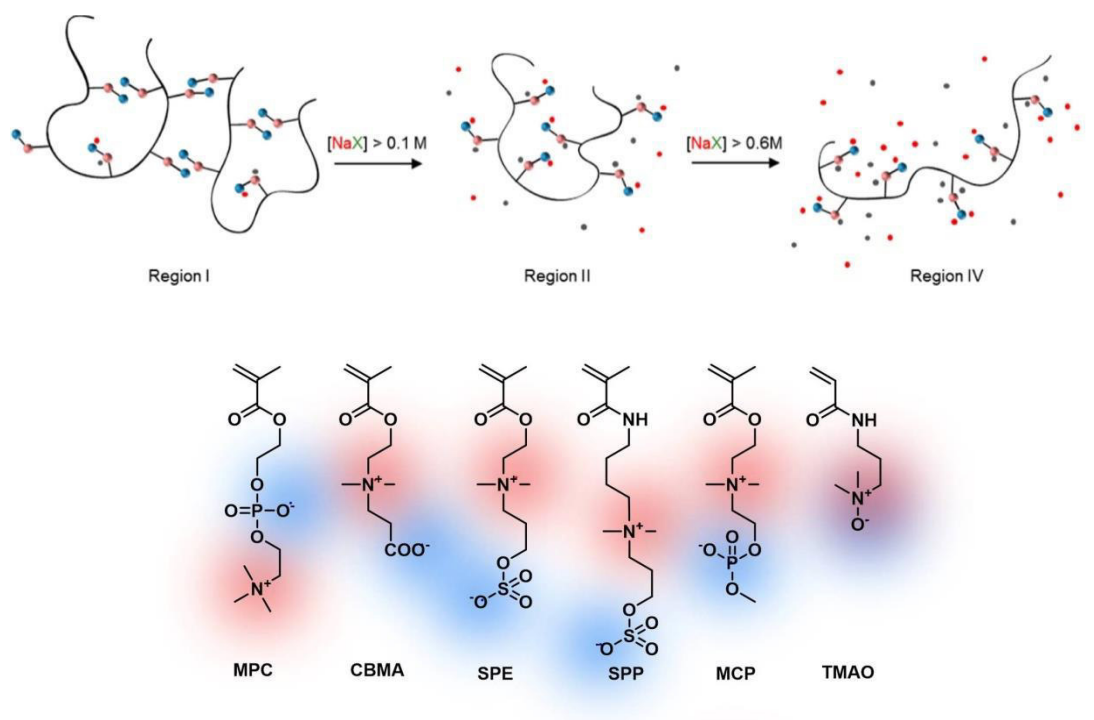 [NaX] > 0.1 M
[NaX] > 0.6M
Region I
Region II
Region IV
O
O
O
O=P-O-
O
N+
O
O
N+
COO-
O
O
N+
O
S
O
O
-O
O
NH
N+
O
S
O
O
-O
O
O
N+
O
-O
P
O
O
O
NH
N+
O-
MPC
CBMA
SPE
SPP
MCP
TMAO